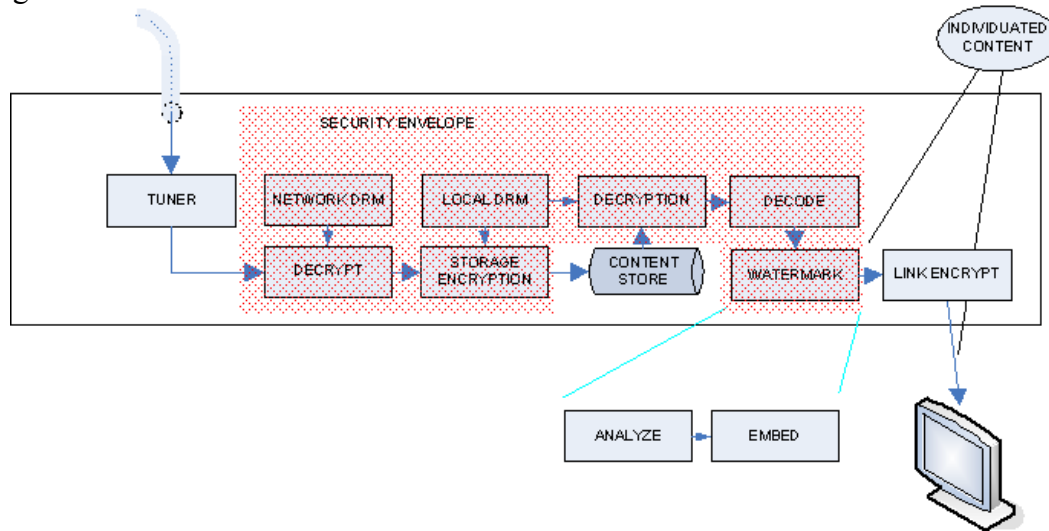 INDIVIDUATED
CONTENT
SECURITY ENVELOPE
TUNER
NETWORK DRM
LOCAL DRM
DECRYPTION
DECODE
DECRYPT
STORAGE
ENCRYPTION
CONTENT
STORE
WATERMARK
LINK ENCRYPT
ANALYZE
EMBED